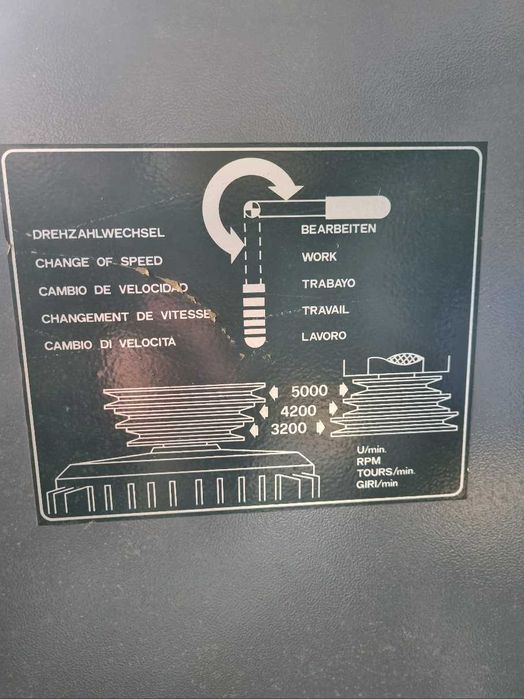 DREHZAHLWECHSEL
CHANGE OF SPEED
CAMBIO DE VELOCIDAD
CHANGEMENT DE VITESSE
CAMBIO DI VELOCITÀ
BEARBEITEN
WORK
TRABAYO
TRAVAIL
LAVORO
5000
4200
3200
U/min.
RPM
TOURS/min.
GIRI/min